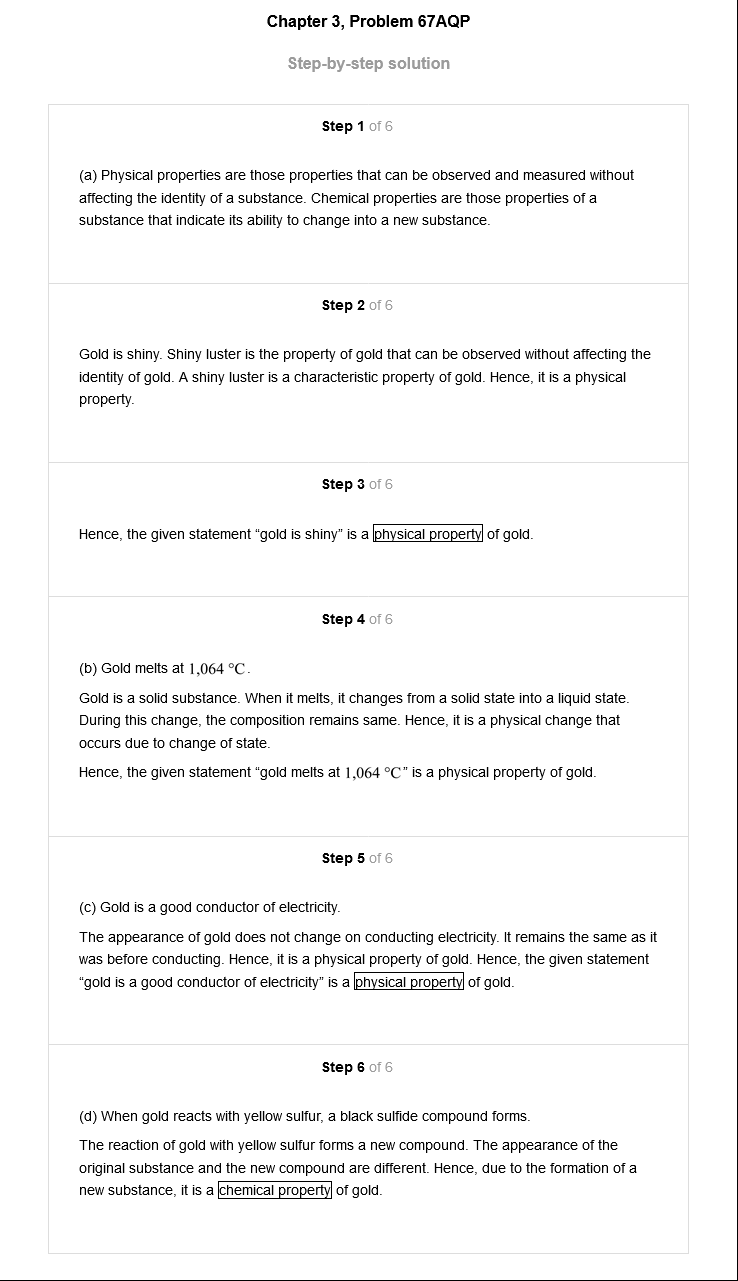 Chapter 3, Problem 67AQP
Step-by-step solution
Step 1 of 6
(a) Physical properties are those properties that can be observed and measured without
affecting the identity of a substance. Chemical properties are those properties of a
substance that indicate its ability to change into a new substance.
Step 2 of 6
Gold is shiny. Shiny luster is the property of gold that can be observed without affecting the
identity of gold. A shiny luster is a characteristic property of gold. Hence, it is a physical
property.
Step 3 of 6
Hence, the given statement “gold is shiny” is a physical property of gold.
Step 4 of 6
(b) Gold melts at 1,064 °C.
Gold is a solid substance. When it melts, it changes from a solid state into a liquid state.
During this change, the composition remains same. Hence, it is a physical change that
occurs due to change of state.
Hence, the given statement “gold melts at 1,064 °C” is a physical property of gold.
Step 5 of 6
(c) Gold is a good conductor of electricity.
The appearance of gold does not change on conducting electricity. It remains the same as it
was before conducting. Hence, it is a physical property of gold. Hence, the given statement
“gold is a good conductor of electricity” is a physical property of gold.
Step 6 of 6
(d) When gold reacts with yellow sulfur, a black sulfide compound forms.
The reaction of gold with yellow sulfur forms a new compound. The appearance of the
original substance and the new compound are different. Hence, due to the formation of a
new substance, it is a chemical property of gold.